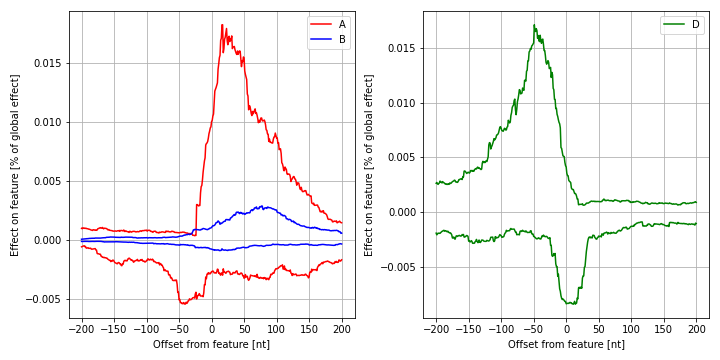 A
B
D
0.015
0.010
0.005
0.000
−0.005
Effect on feature [% of global effect]
−200 −150 −100 −50 0 50 100 150 200
Offset from feature [nt]
0.015
0.010
0.005
0.000
−0.005
Effect on feature [% of global effect]
−200 −150 −100 −50 0 50 100 150 200
Offset from feature [nt]